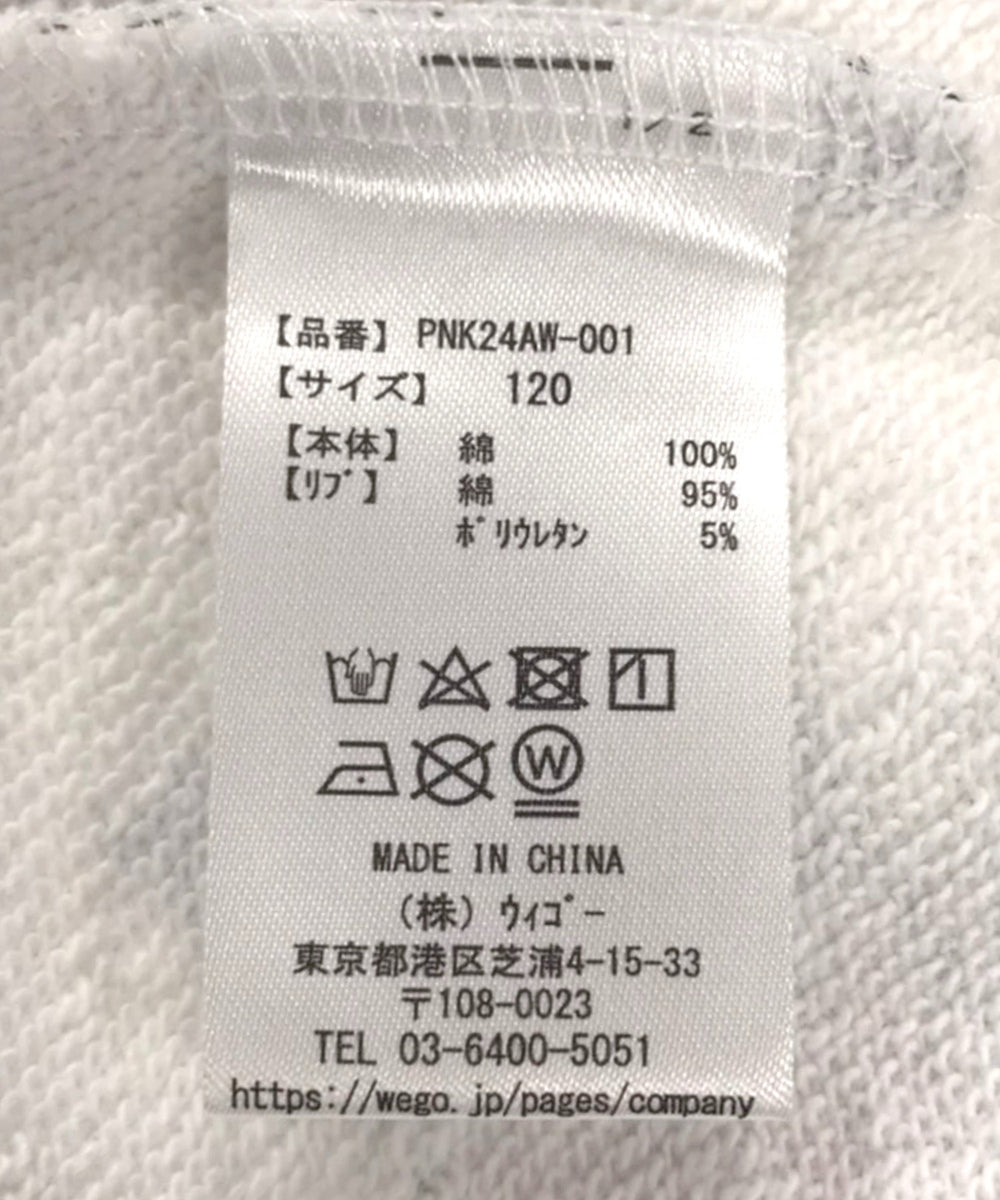 1/2
【品番】 PNK24AW-001
【サイズ】 120
【本体】 綿 100%
【ﾘﾌﾞ】 綿 95%
ﾎﾟﾘｳﾚﾀﾝ 5%
W
MADE IN CHINA
(株) ｳｨｺﾞｰ
東京都港区芝浦4-15-33
〒108-0023
TEL 03-6400-5051
https://wego.jp/pages/company